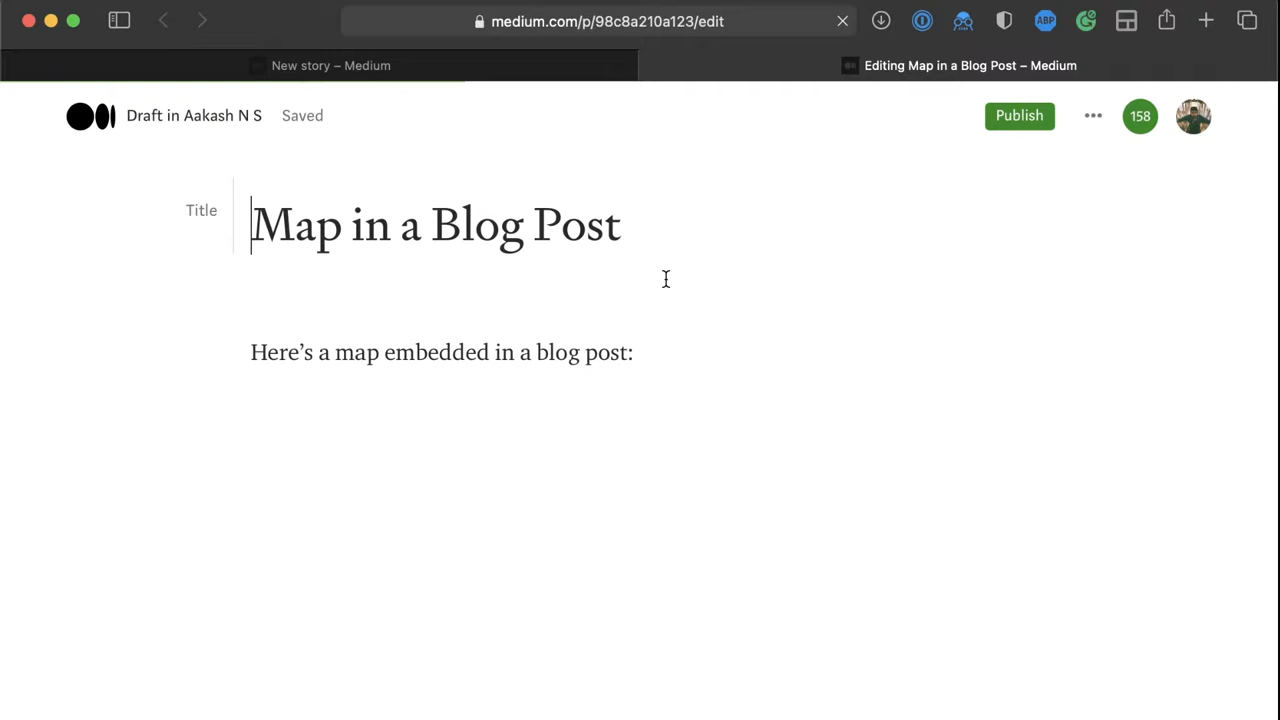 medium.com/p/98c8a210a123/edit
ABP
New story – Medium
Editing Map in a Blog Post – Medium
Draft in Aakash N S Saved
Publish
158
Title
Map in a Blog Post
Here’s a map embedded in a blog post: